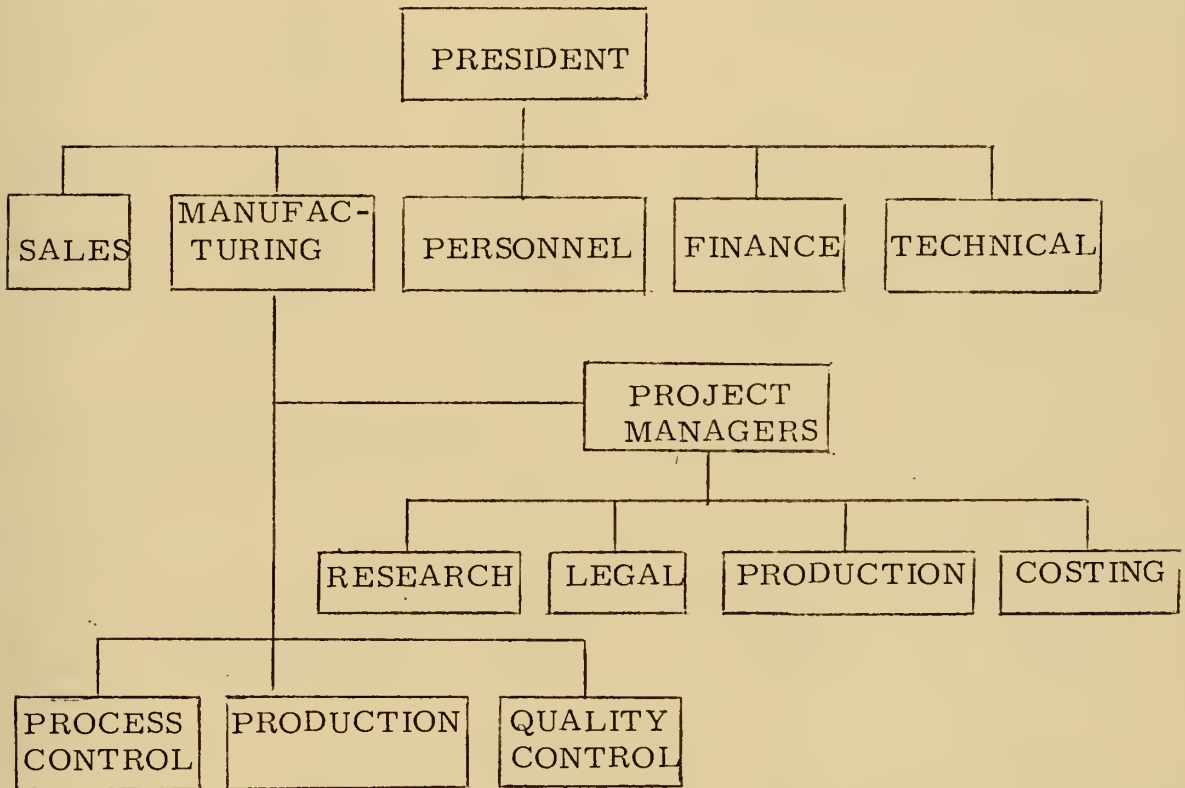 PRESIDENT
SALES
MANUFAC-
TURING
PERSONNEL
FINANCE
TECHNICAL
PROJECT
MANAGERS
RESEARCH
LEGAL
PRODUCTION
COSTING
PROCESS
CONTROL
PRODUCTION
QUALITY
CONTROL